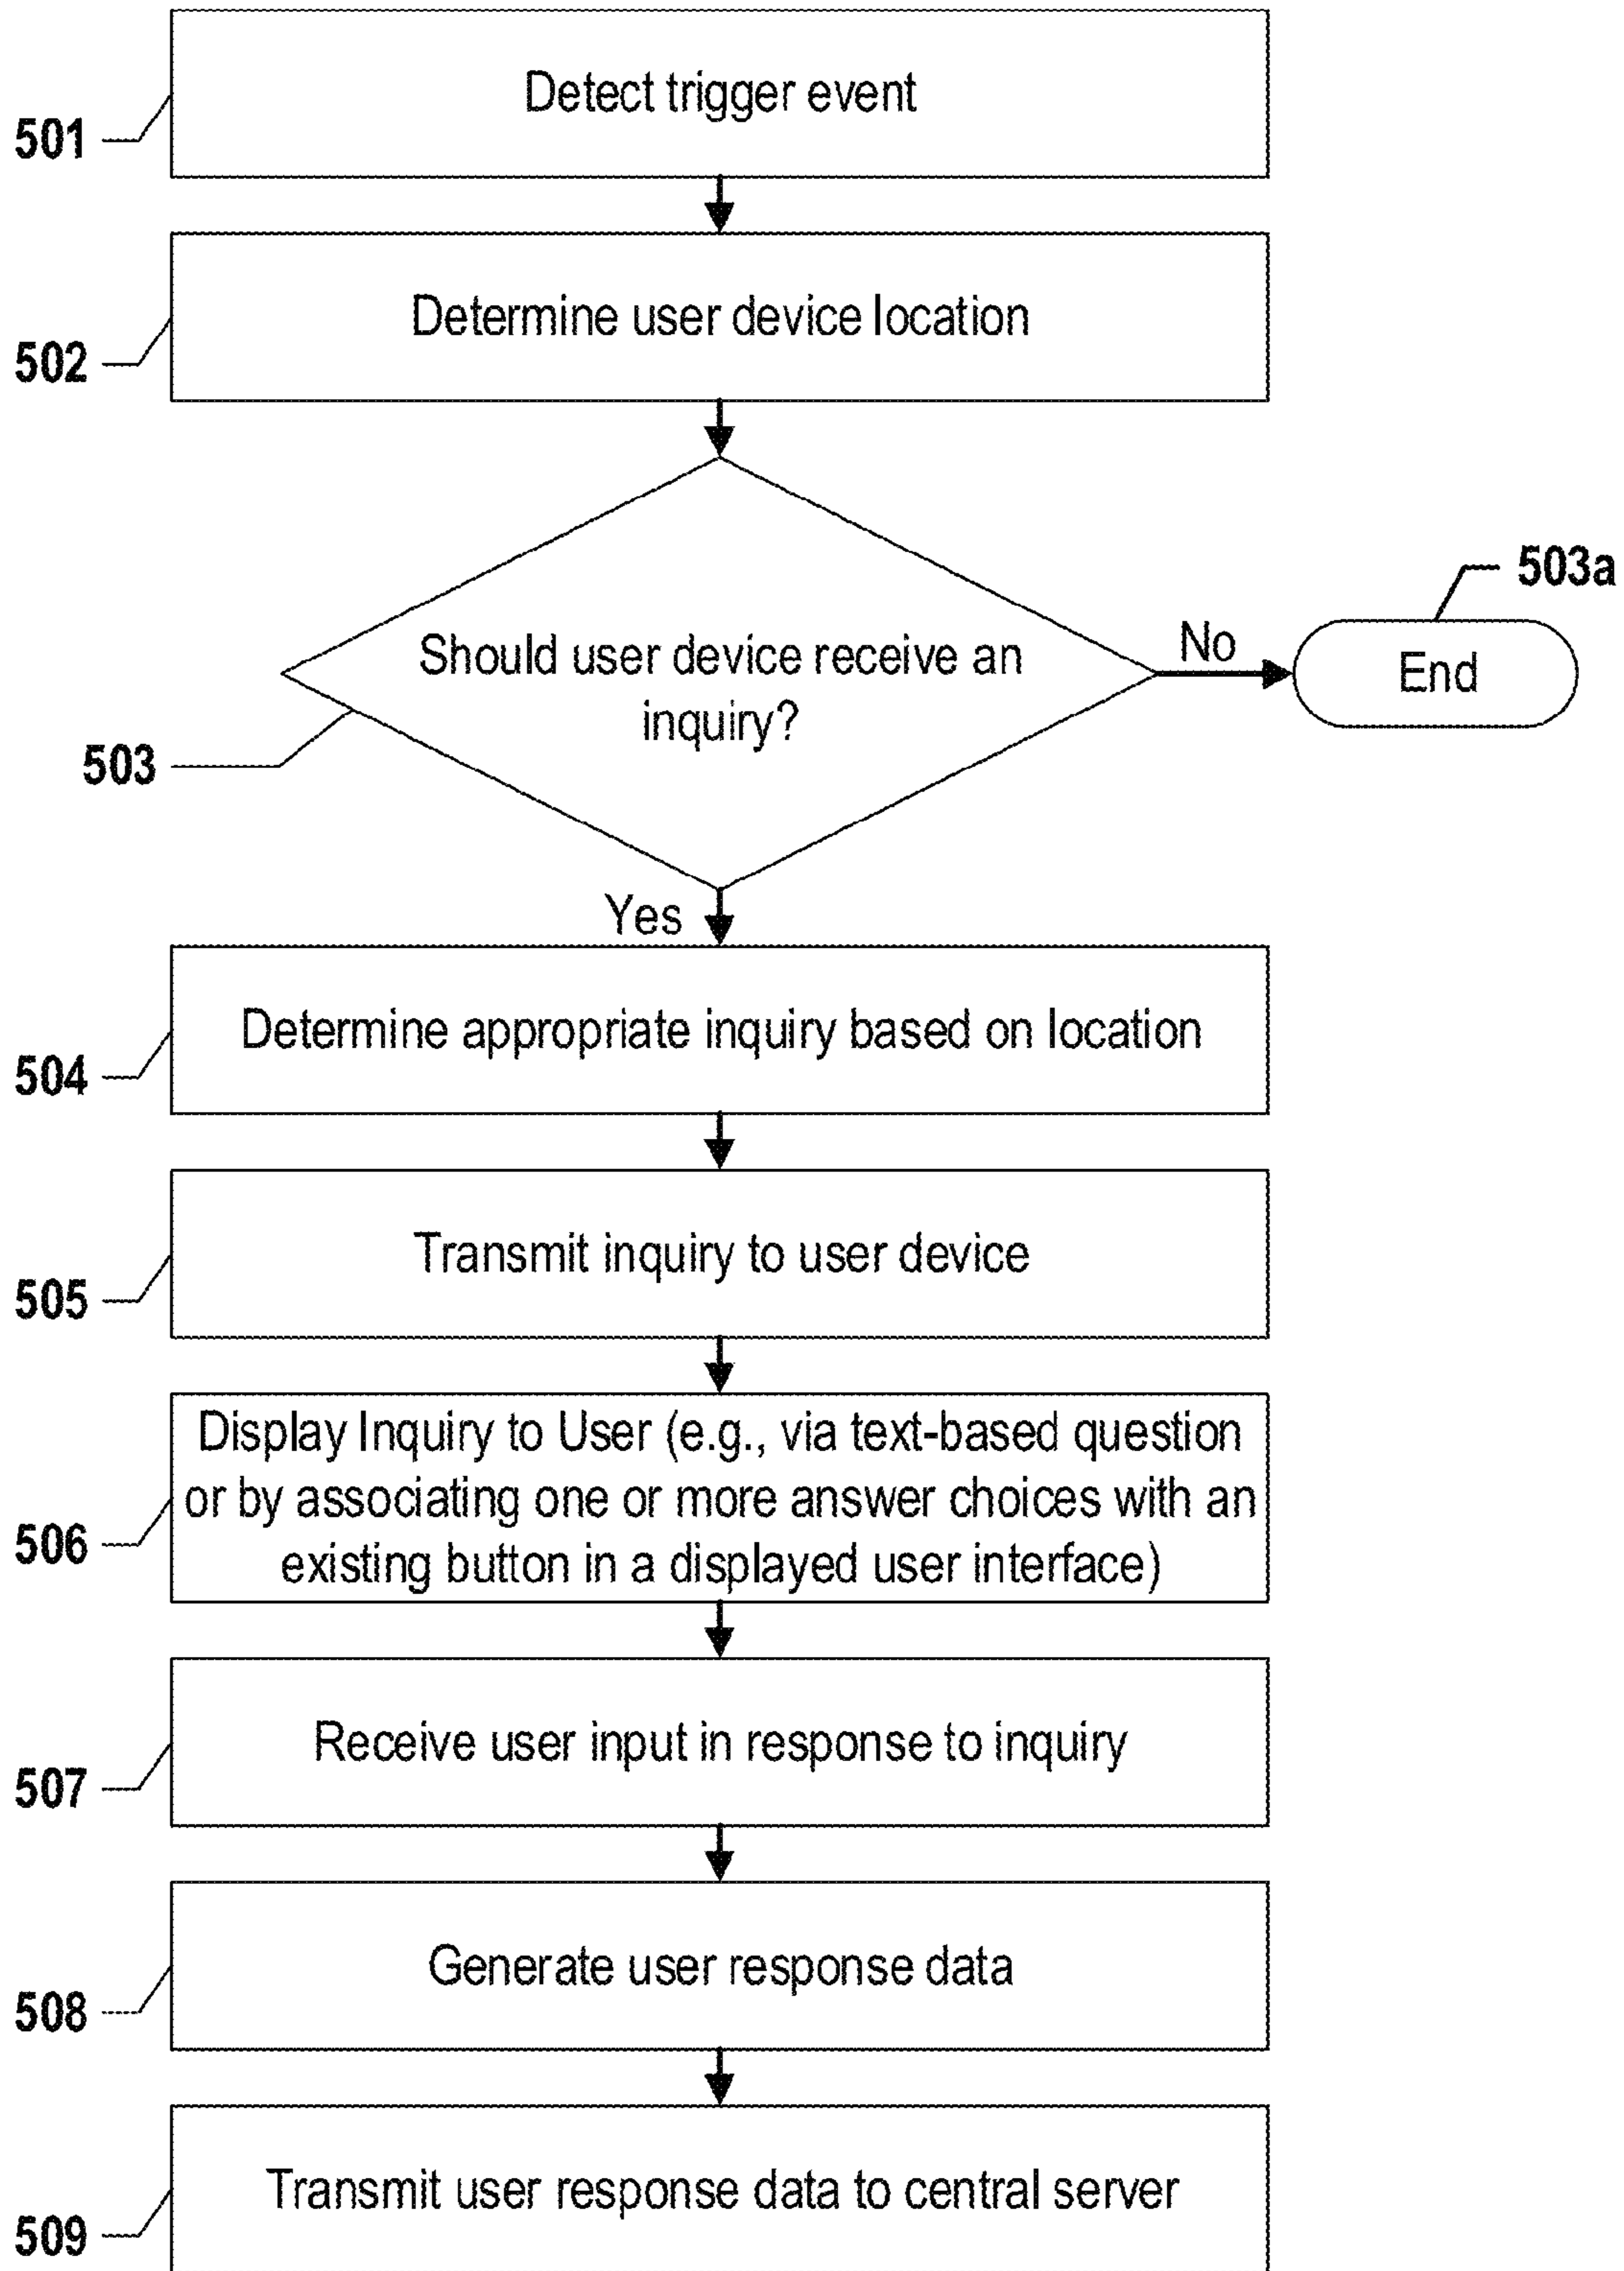 Detect trigger event
501
Determine user device location
502
503a
Should user device receive an
inquiry?
No
End
503
Yes
Determine appropriate inquiry based on location
504
Transmit inquiry to user device
505
Display Inquiry to User (e.g., via text-based question
or by associating one or more answer choices with an
existing button in a displayed user interface)
506
Receive user input in response to inquiry
507
Generate user response data
508
Transmit user response data to central server
509